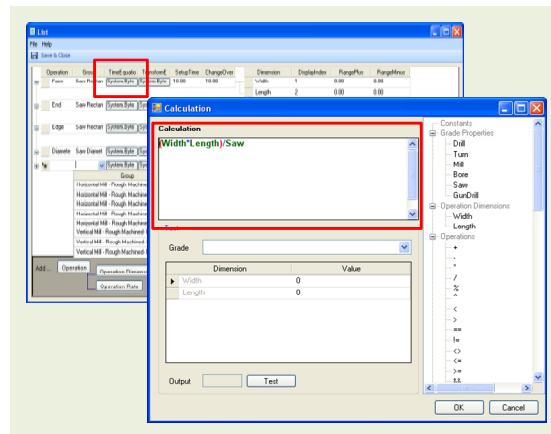 List
File Help
Save & Close
Operation Group TimeEquatio TransformE SetupTime ChangeOver Dimension DisplayIndex RangePlus RangeMinus
Face Saw Rectan System.Byte System.Byte 10.00 10.00 Width 1 0.00 0.00
Length 2 0.00 0.00
End Saw Rectan System.Byte
Edge Saw Rectan System.Byte
Diamete Saw Diamet System.Byte
System.Byte
Group
Horizontal Mill - Rough Machine
Horizontal Mill - Rough Machine
Horizontal Mill - Rough Machine
Horizontal Mill - Rough Machine
Horizontal Mill - Rough Machine
Vertical Mill - Rough Machined-
Vertical Mill - Rough Machined-
Vertical Mill - Rough Machined-
Add ... Operation
Operation Dimension
Operation Rate
Calculation
Calculation
(Width*Length)/Saw
Test
Grade
Dimension Value
Width 0
Length 0
Output Test
Constants
Grade Properties
Drill
Turn
Mill
Bore
Saw
GunDrill
Operation Dimensions
Width
Length
Operations
+
-
*
/
%
^
<
>
==
!=
<>
<=
>=
&&
OK Cancel